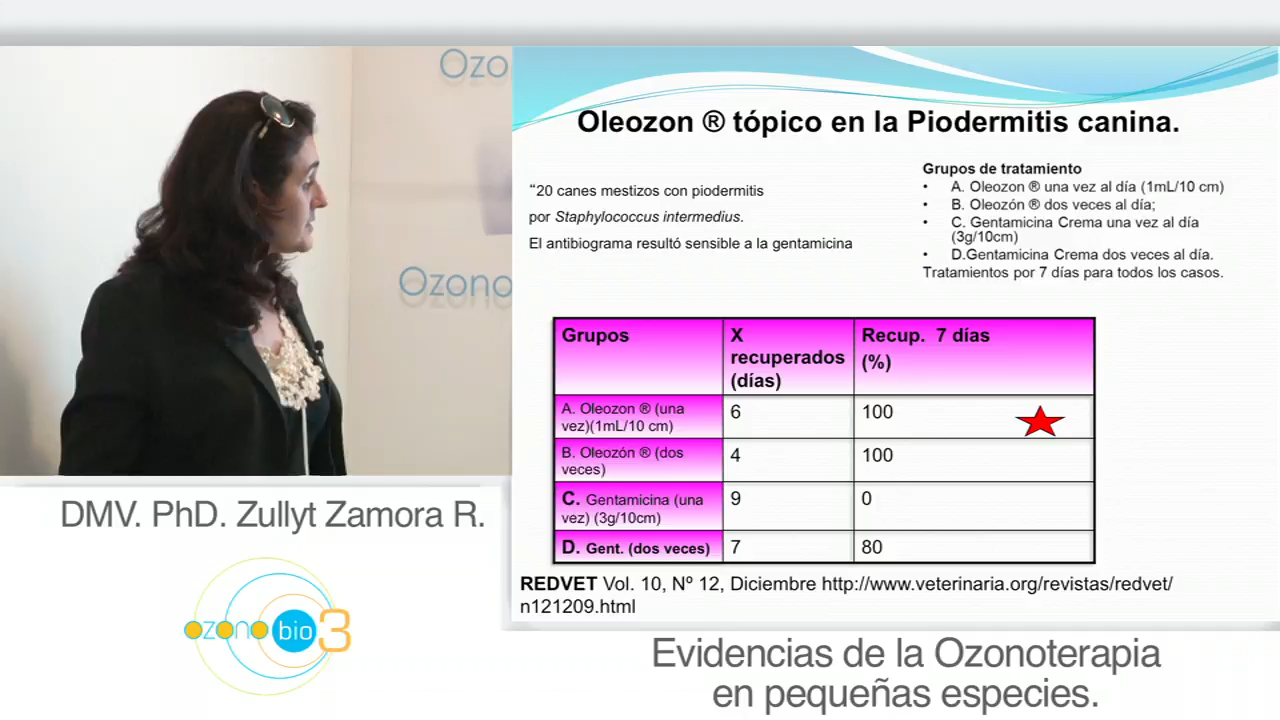 Ozo
Ozono
Oleozon ® tópico en la Piodermitis canina.
“20 canes mestizos con piodermitis
por Staphylococcus intermedius.
El antibiograma resultó sensible a la gentamicina
Grupos de tratamiento
• A. Oleozon ® una vez al día (1mL/10 cm)
• B. Oleozón ® dos veces al día;
• C. Gentamicina Crema una vez al día
(3g/10cm)
• D.Gentamicina Crema dos veces al día.
Tratamientos por 7 días para todos los casos.
Grupos
X
recuperados
(días)
Recup. 7 días
(%)
A. Oleozon ® (una
vez)(1mL/10 cm)
6
100
B. Oleozón ® (dos
veces)
4
100
C. Gentamicina (una
vez) (3g/10cm)
9
0
D. Gent. (dos veces)
7
80
REDVET Vol. 10, Nº 12, Diciembre http://www.veterinaria.org/revistas/redvet/
n121209.html
DMV. PhD. Zullyt Zamora R.
ozono bio 3
Evidencias de la Ozonoterapia
en pequeñas especies.